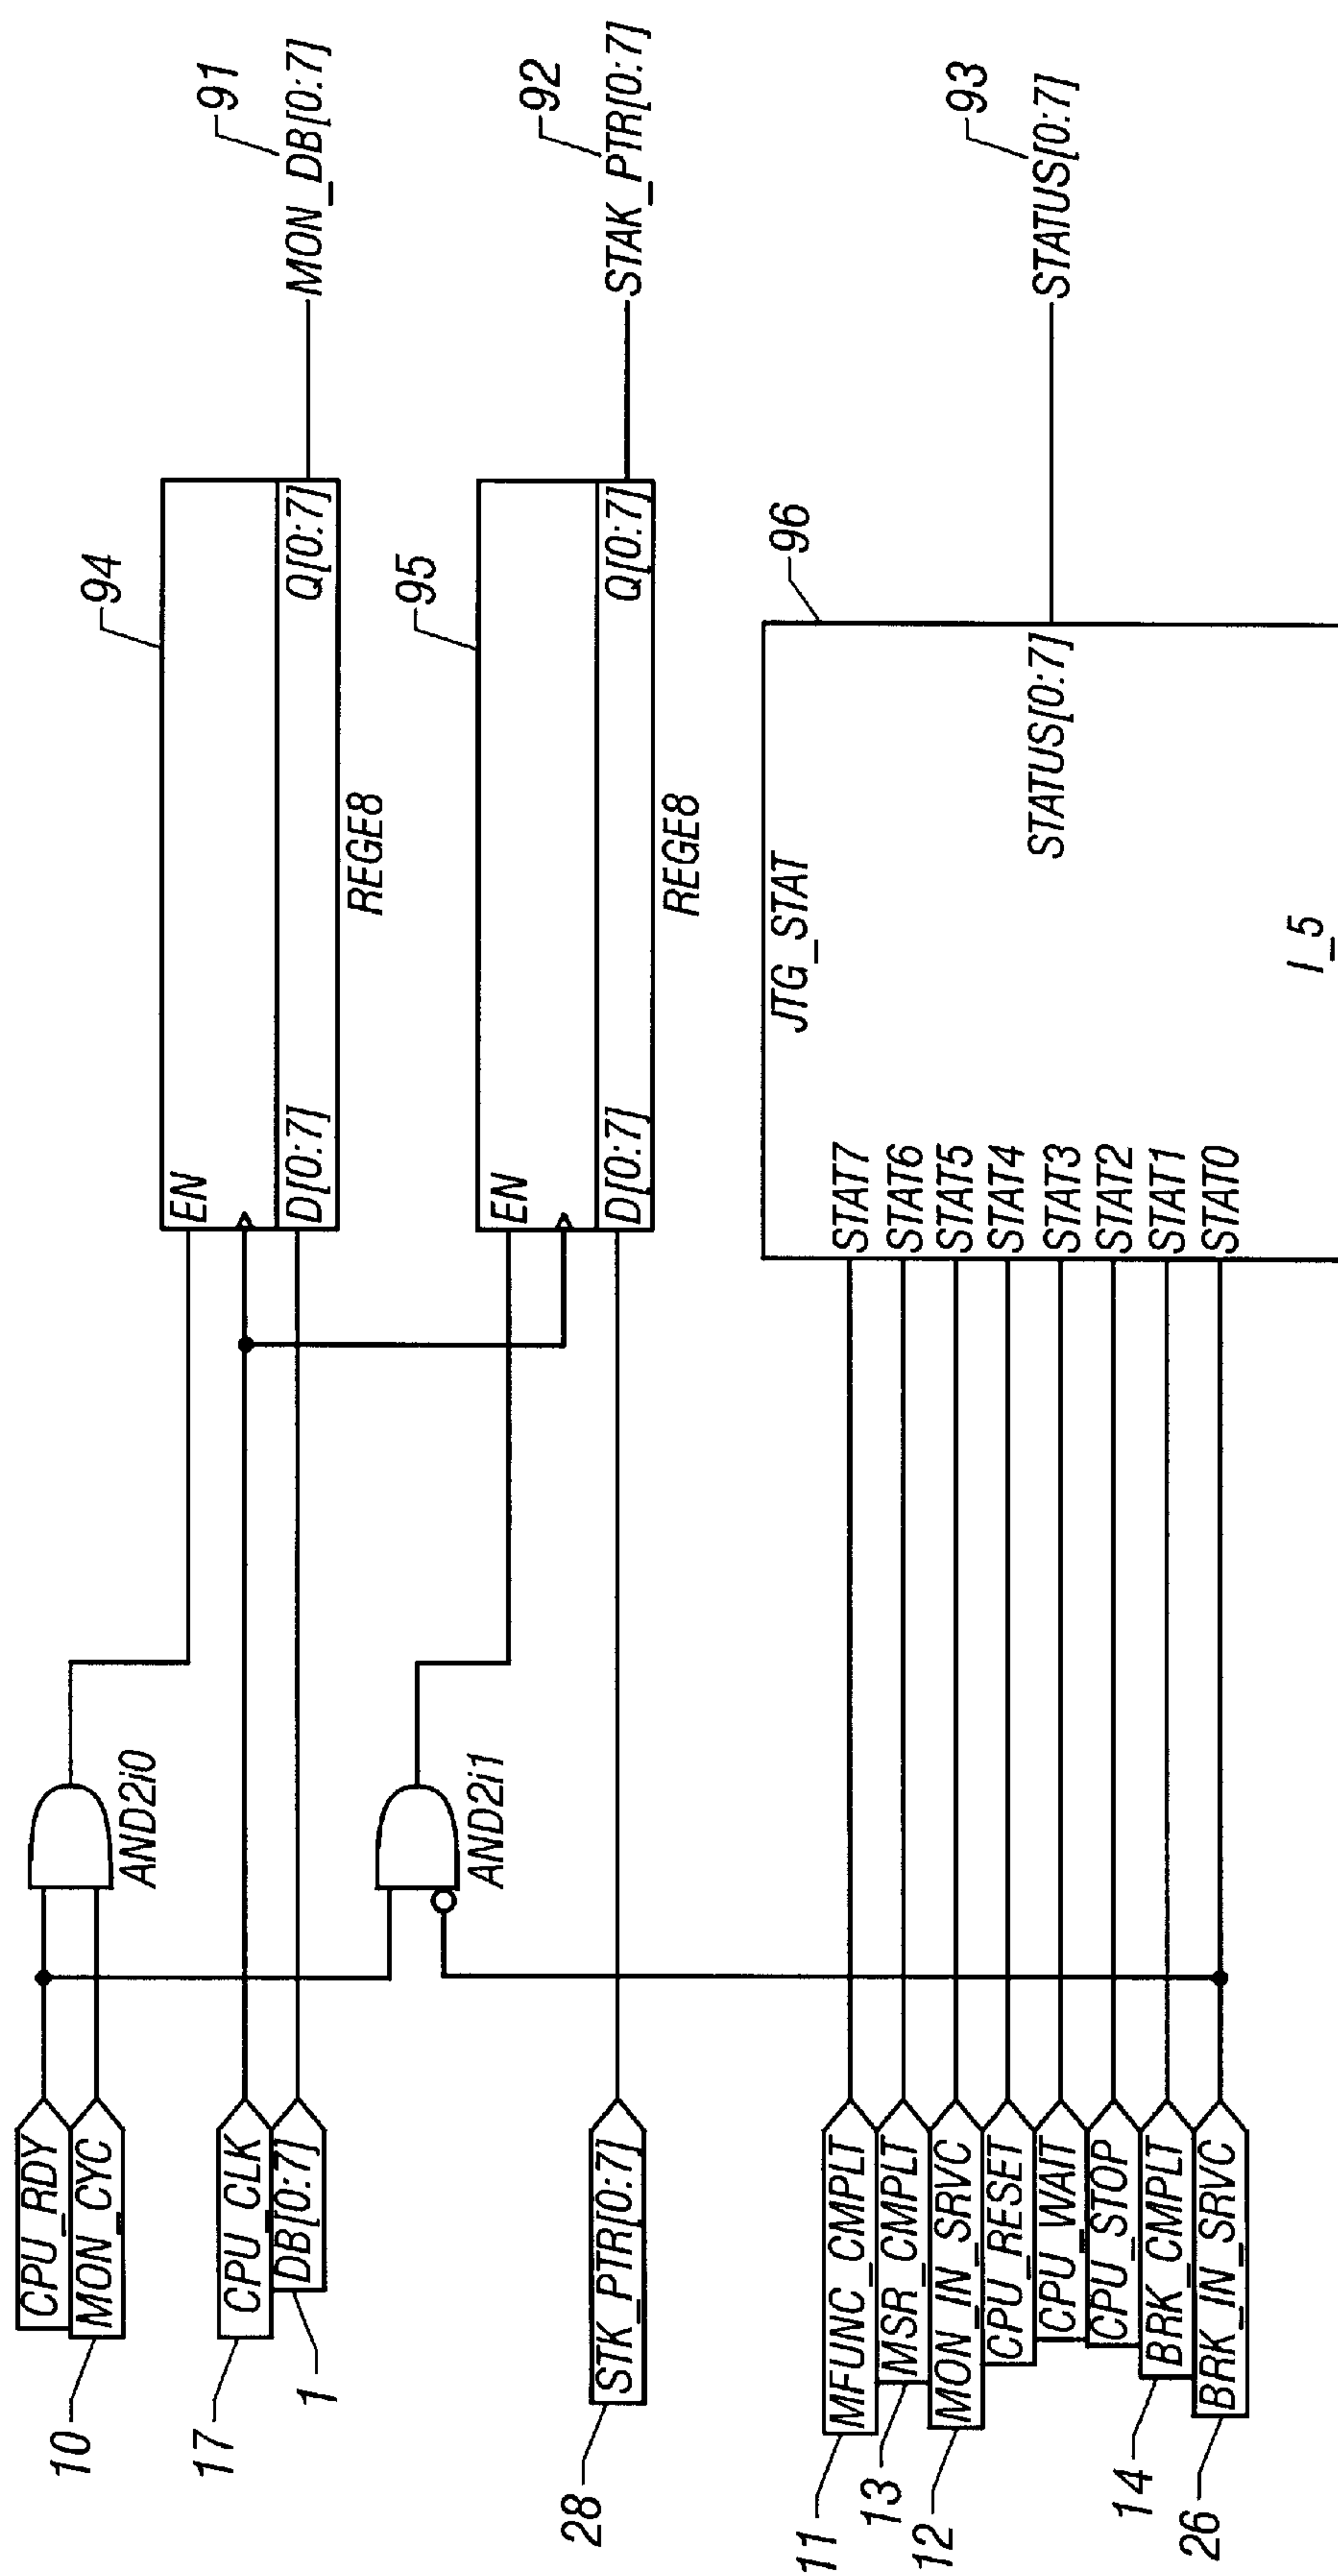 CPU_RDY
MON_CYC
10
AND2i0
CPU_CLK
17
DB[0:7]
1
EN
D[0:7]
Q[0:7]
REGE8
94
MON_DB[0:7]
91
AND2i1
STK_PTR[0:7]
28
EN
D[0:7]
Q[0:7]
REGE8
95
STAK_PTR[0:7]
92
MFUNC_CMPLT
11
MSR_CMPLT
13
MON_IN_SRVC
12
CPU_RESET
CPU_WAIT
CPU_STOP
BRK_CMPLT
14
BRK_IN_SRVC
26
JTG_STAT
96
STAT7
STAT6
STAT5
STAT4
STAT3
STAT2
STAT1
STAT0
STATUS[0:7]
I_5
STATUS[0:7]
93